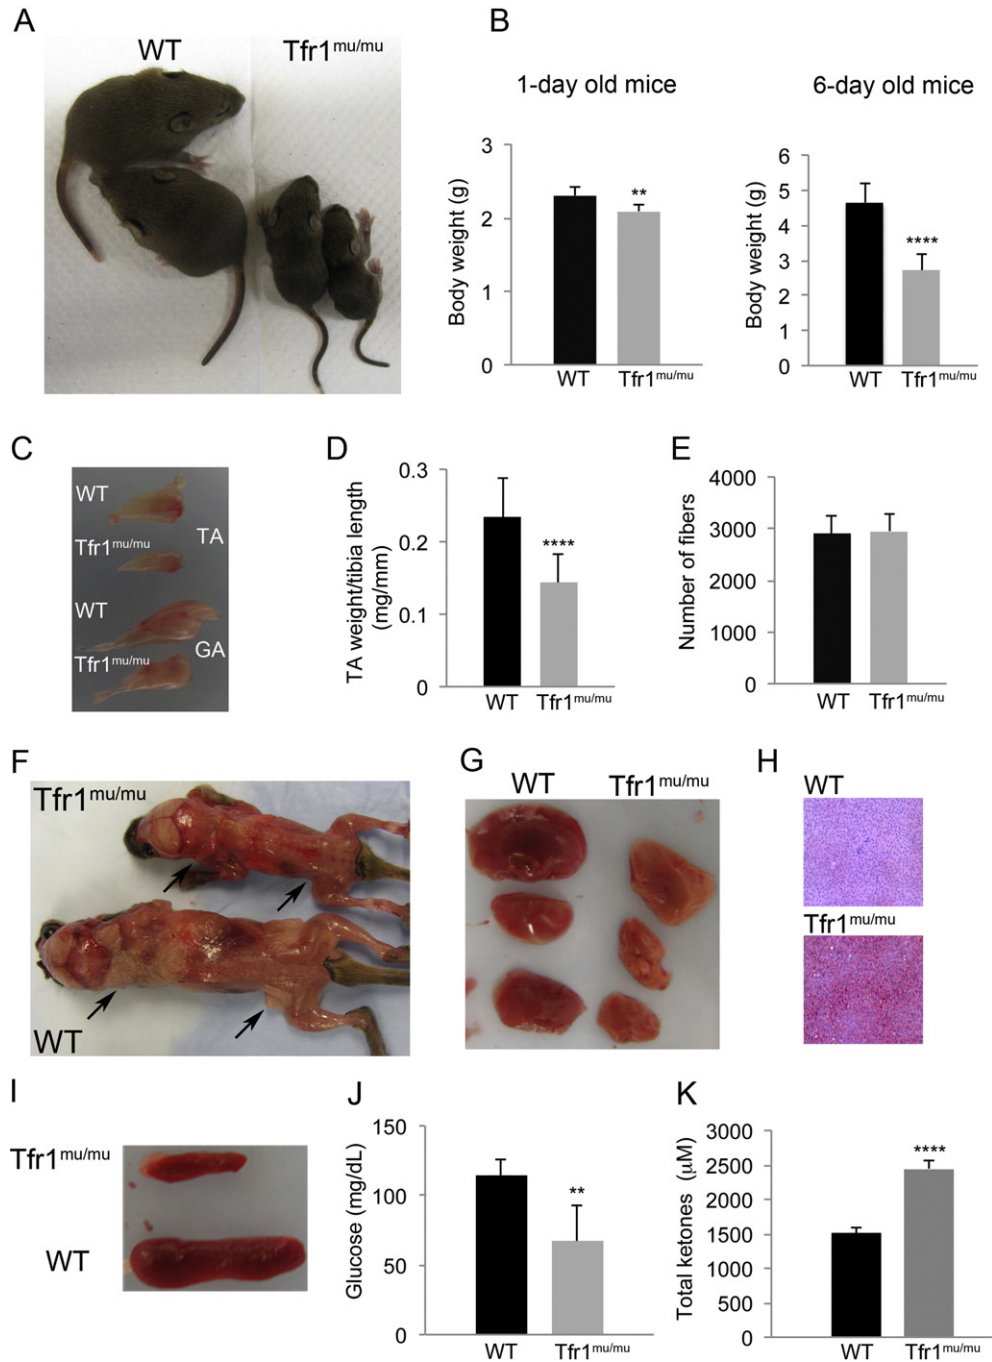 A
WT
Tfr1mu/mu
B
1-day old mice
Body weight (g)
3
2
1
0
**
WT
Tfr1mu/mu
6-day old mice
Body weight (g)
6
5
4
3
2
1
0
****
WT
Tfr1mu/mu
C
WT
Tfr1mu/mu
TA
WT
Tfr1mu/mu
GA
D
TA weight/tibia length
(mg/mm)
0.3
0.2
0.1
0
****
WT
Tfr1mu/mu
E
Number of fibers
4000
3000
2000
1000
0
WT
Tfr1mu/mu
F
Tfr1mu/mu
WT
G
WT
Tfr1mu/mu
H
WT
Tfr1mu/mu
I
Tfr1mu/mu
WT
J
Glucose (mg/dL)
150
100
50
0
**
WT
Tfr1mu/mu
K
Total ketones (µM)
3000
2500
2000
1500
1000
500
0
****
WT
Tfr1mu/mu